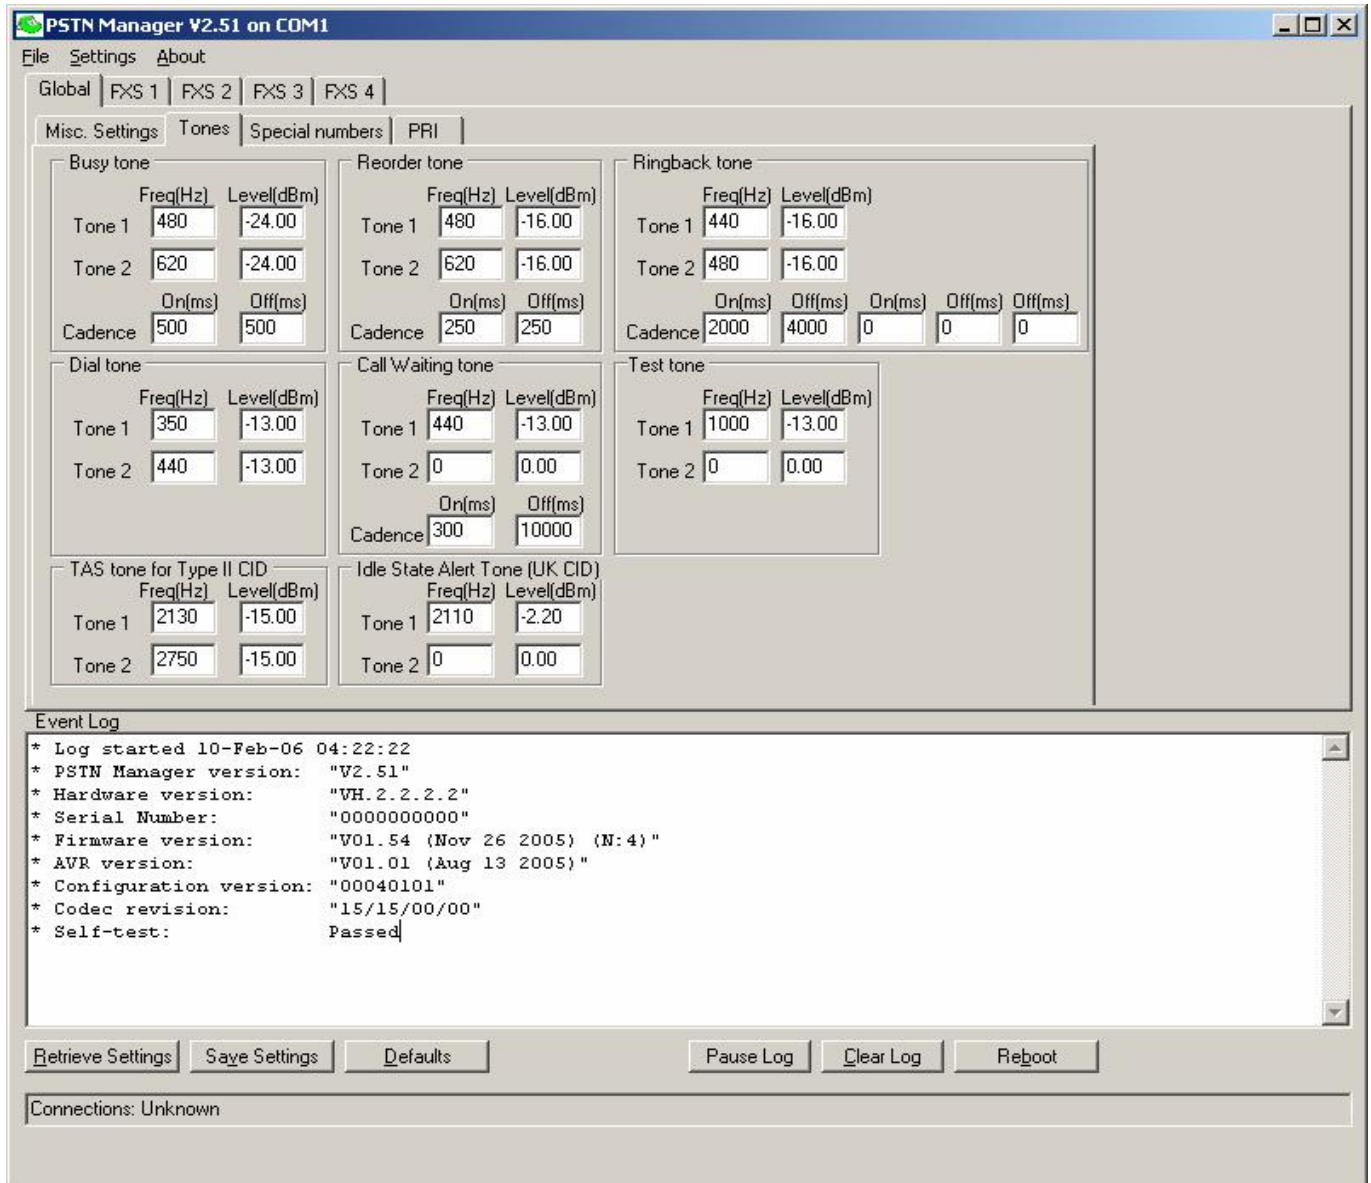 PSTN Manager V2.51 on COM1
File Settings About
Global FXS 1 FXS 2 FXS 3 FXS 4
Misc. Settings Tones Special numbers PRI
Busy tone
Freq(Hz) Level(dBm)
Tone 1 480 -24.00
Tone 2 620 -24.00
On(ms) Off(ms)
Cadence 500 500
Reorder tone
Freq(Hz) Level(dBm)
Tone 1 480 -16.00
Tone 2 620 -16.00
On(ms) Off(ms)
Cadence 250 250
Ringback tone
Freq(Hz) Level(dBm)
Tone 1 440 -16.00
Tone 2 480 -16.00
On(ms) Off(ms) On(ms) Off(ms) Off(ms)
Cadence 2000 4000 0 0 0
Dial tone
Freq(Hz) Level(dBm)
Tone 1 350 -13.00
Tone 2 440 -13.00
Call Waiting tone
Freq(Hz) Level(dBm)
Tone 1 440 -13.00
Tone 2 0 0.00
On(ms) Off(ms)
Cadence 300 10000
Test tone
Freq(Hz) Level(dBm)
Tone 1 1000 -13.00
Tone 2 0 0.00
TAS tone for Type II CID
Freq(Hz) Level(dBm)
Tone 1 2130 -15.00
Tone 2 2750 -15.00
Idle State Alert Tone (UK CID)
Freq(Hz) Level(dBm)
Tone 1 2110 -2.20
Tone 2 0 0.00
Event Log
* Log started 10-Feb-06 04:22:22
* PSTN Manager version: "V2.51"
* Hardware version: "VH.2.2.2.2"
* Serial Number: "0000000000"
* Firmware version: "V01.54 (Nov 26 2005) (N:4)"
* AVR version: "V01.01 (Aug 13 2005)"
* Configuration version: "00040101"
* Codec revision: "15/15/00/00"
* Self-test: Passed
Retrieve Settings Save Settings Defaults Pause Log Clear Log Reboot
Connections: Unknown